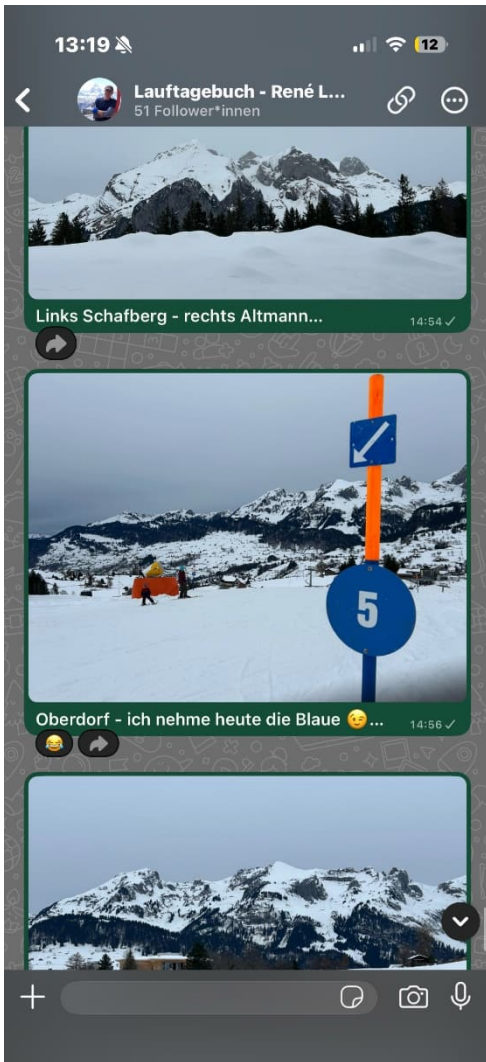 13:19
12
Lauftagebuch - René L...
51 Follower*innen
Links Schafberg - rechts Altmann...
14:54
5
Oberdorf - ich nehme heute die Blaue 😉...
14:56